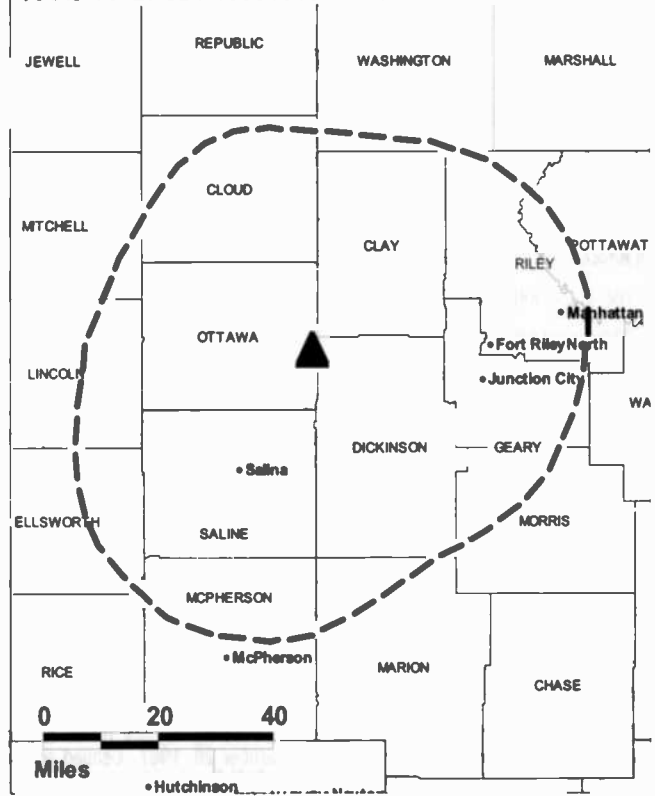 REPUBLIC
JEWELL
WASHINGTON
MARSHALL
CLOUD
MITCHELL
CLAY
POTTAWAT
RILEY
Manhattan
OTTAWA
Fort Riley North
LINCOLN
Junction City
WA
DICKINSON
GEARY
Salina
ELLSWORTH
MORRIS
SALINE
MCPHERSON
McPherson
MARION
RICE
CHASE
0 20 40
Miles
Hutchinson